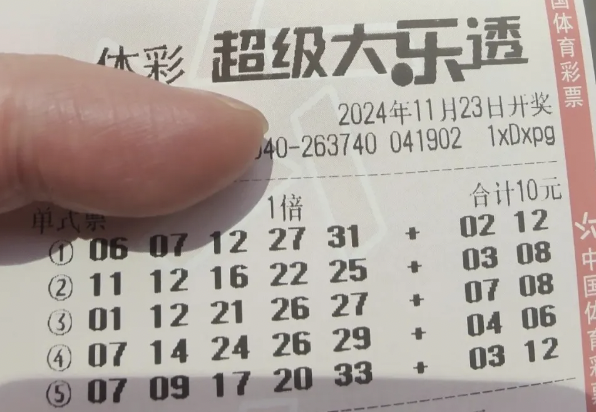 体彩 超级大乐透
2024年11月23日开奖
040-263740 041902 1xDxpg
单式票 1倍 合计10元
① 06 07 12 27 31 + 02 12
② 11 12 16 22 25 + 03 08
③ 01 12 21 26 27 + 07 08
④ 07 14 24 26 29 + 04 06
⑤ 07 09 17 20 33 + 03 12
国体育彩票
中国体育彩票